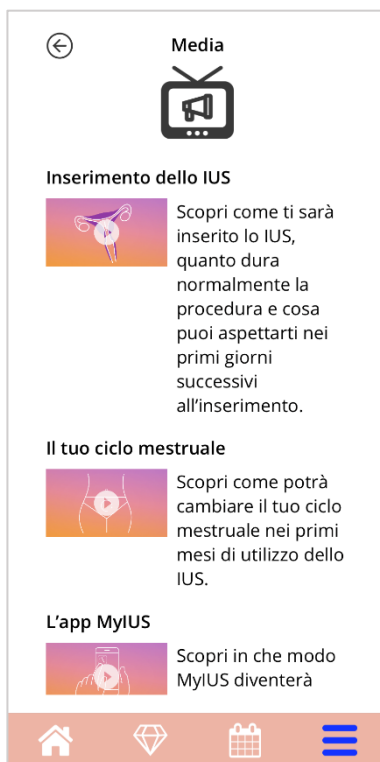 Media
Inserimento dello IUS
Scopri come ti sarà
inserito lo IUS,
quanto dura
normalmente la
procedura e cosa
puoi aspettarti nei
primi giorni
successivi
all’inserimento.
Il tuo ciclo mestruale
Scopri come potrà
cambiare il tuo ciclo
mestruale nei primi
mesi di utilizzo dello
IUS.
L’app MyIUS
Scopri in che modo
MyIUS diventerà